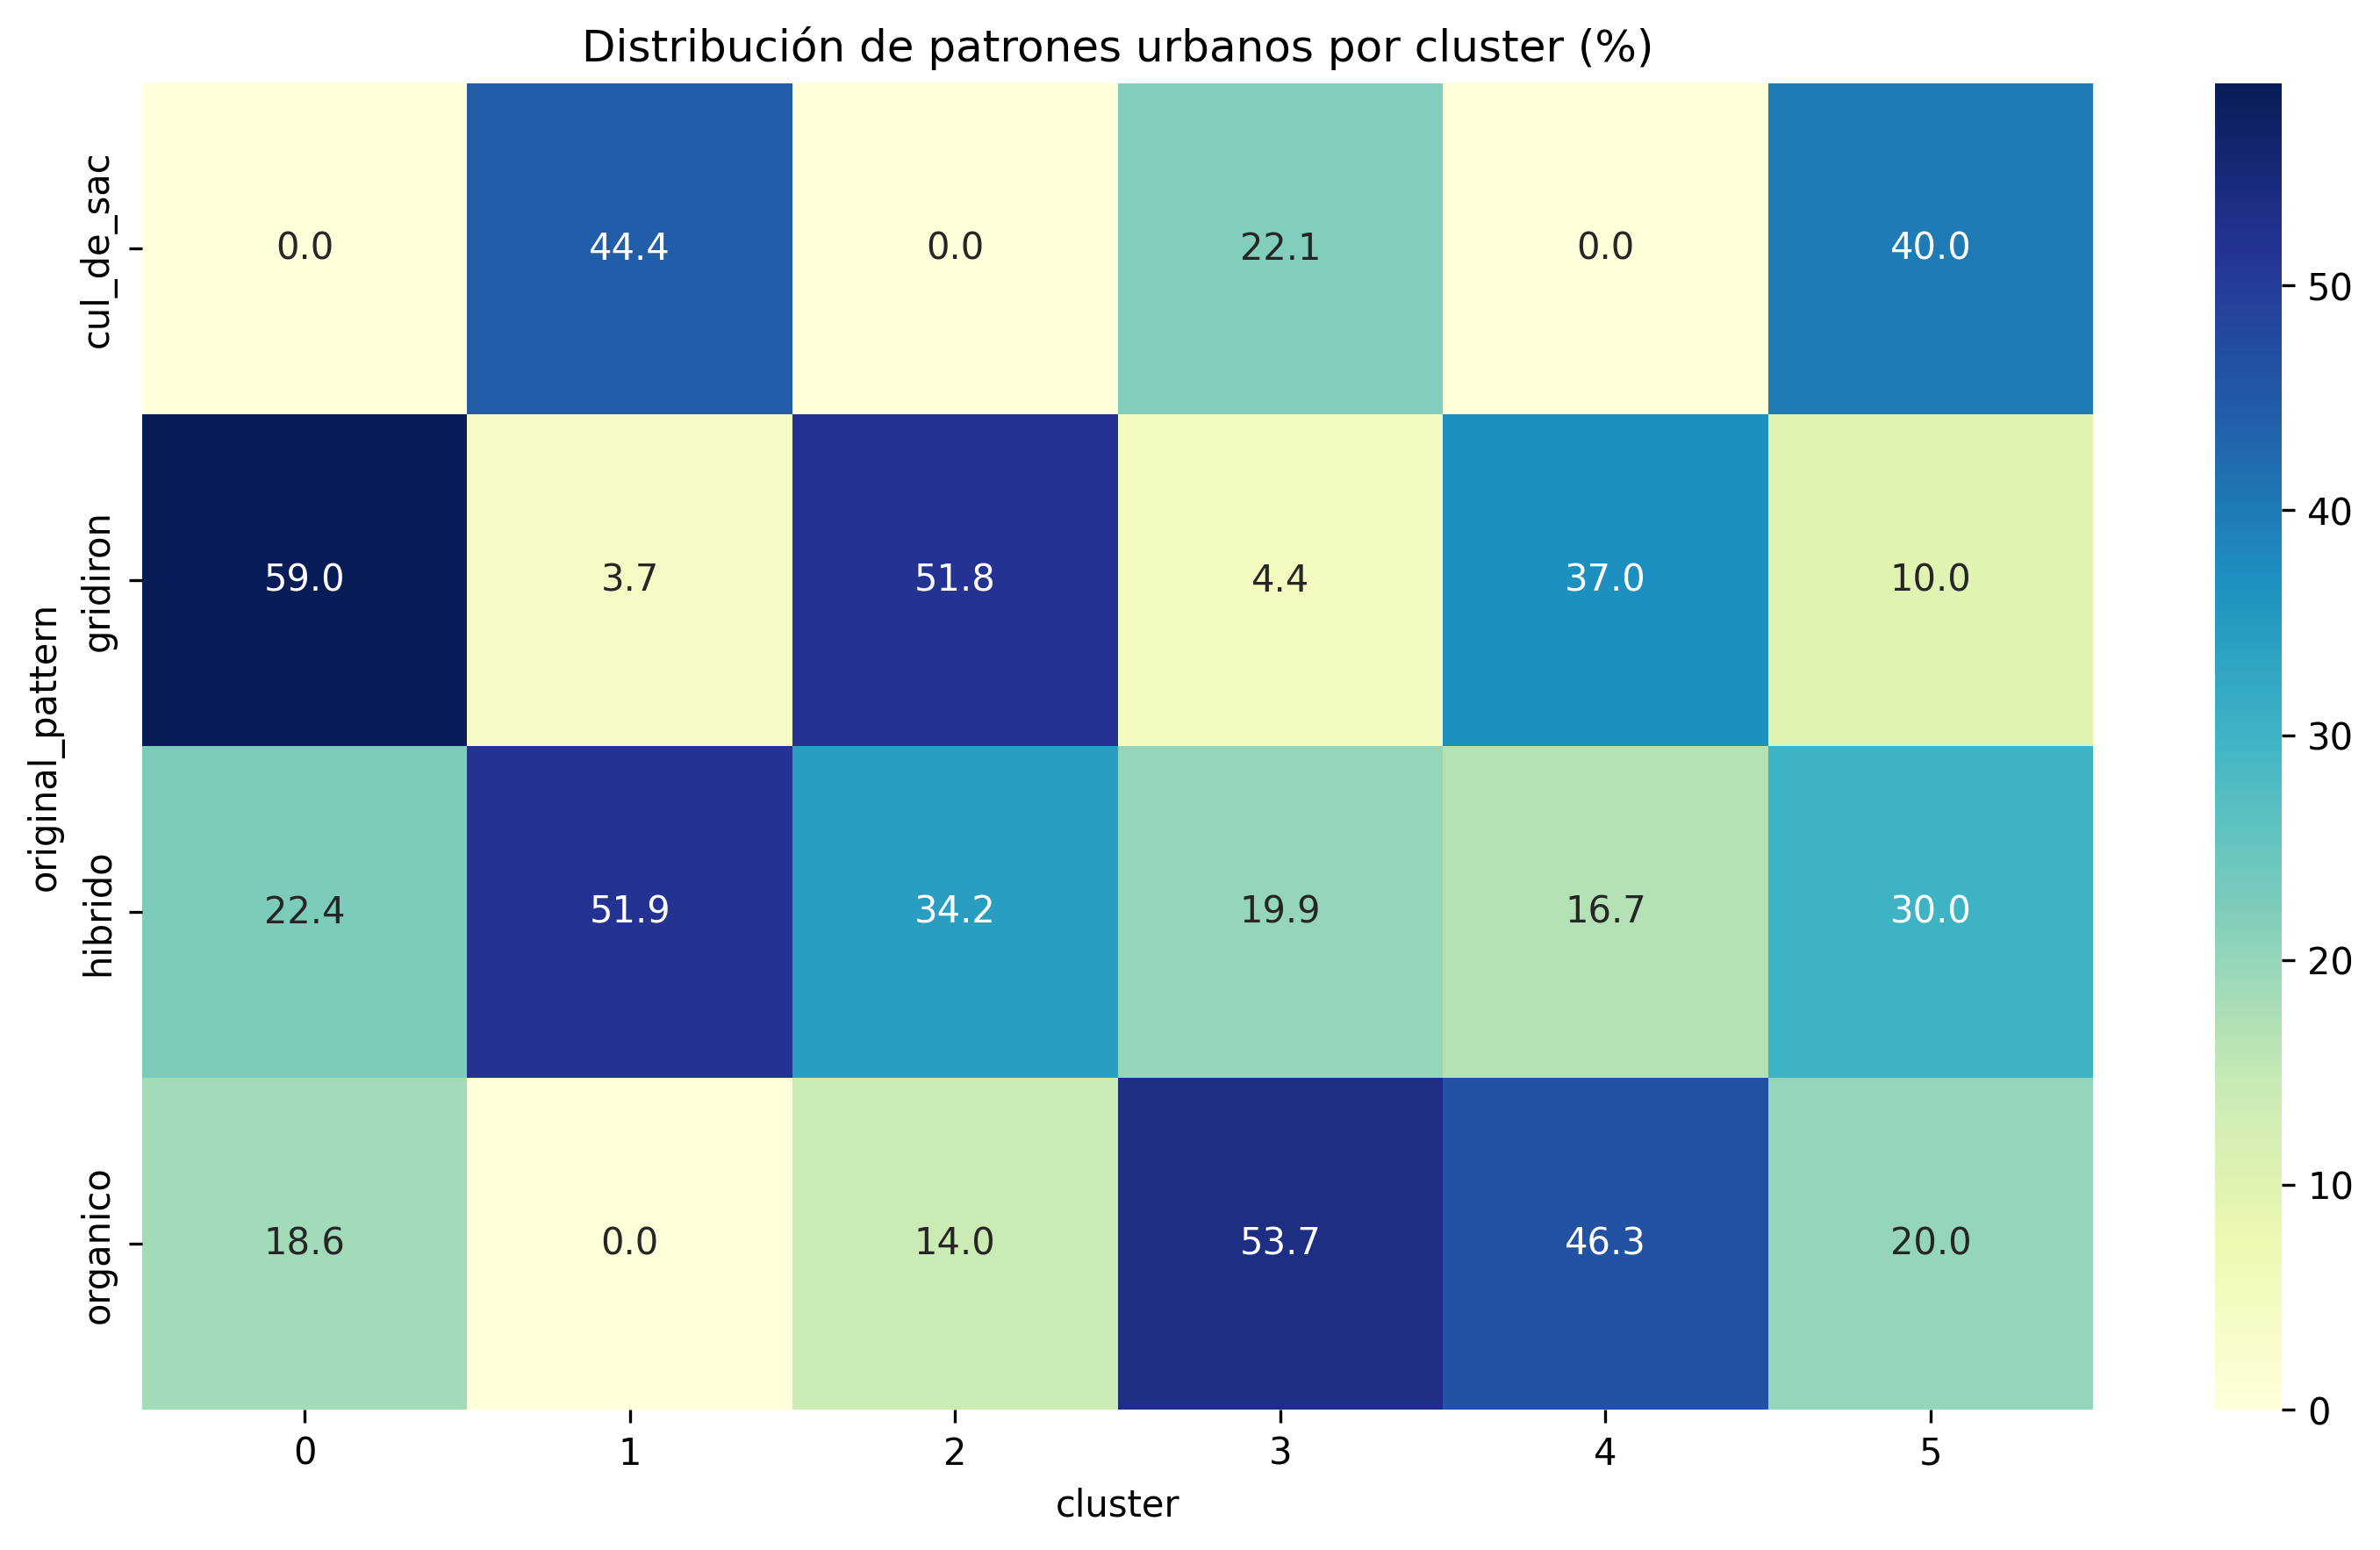 Distribución de patrones urbanos por cluster (%)
original_pattern
cul_de_sac
0.0 44.4 0.0 22.1 0.0 40.0
gridiron
59.0 3.7 51.8 4.4 37.0 10.0
hibrido
22.4 51.9 34.2 19.9 16.7 30.0
organico
18.6 0.0 14.0 53.7 46.3 20.0
0 1 2 3 4 5
cluster
50
40
30
20
10
0